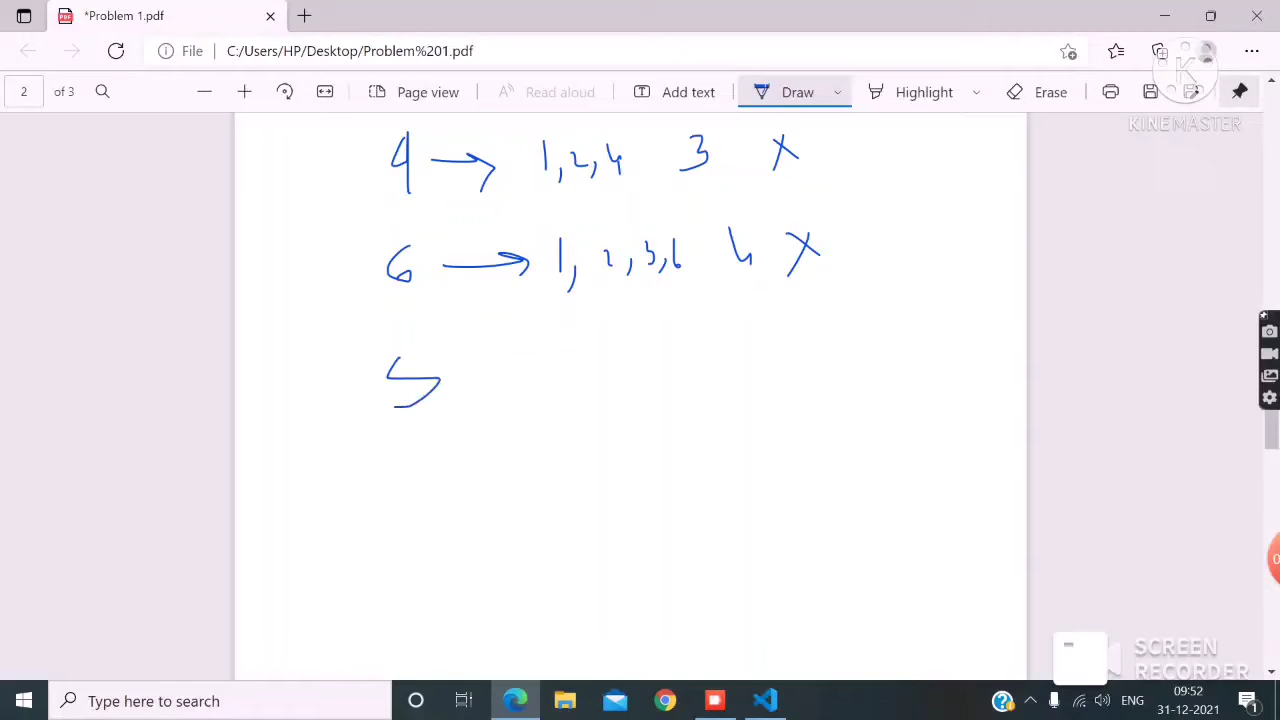 *Problem 1.pdf
File C:/Users/HP/Desktop/Problem%201.pdf
2 of 3 Page view Read aloud Add text Draw Highlight Erase
K
KINEMASTER
4 → 1,2,4 3 X
6 → 1, 2,3,6 4 X
5
0
SCREEN
RECORDER
Type here to search
ENG
09:52
31-12-2021
1